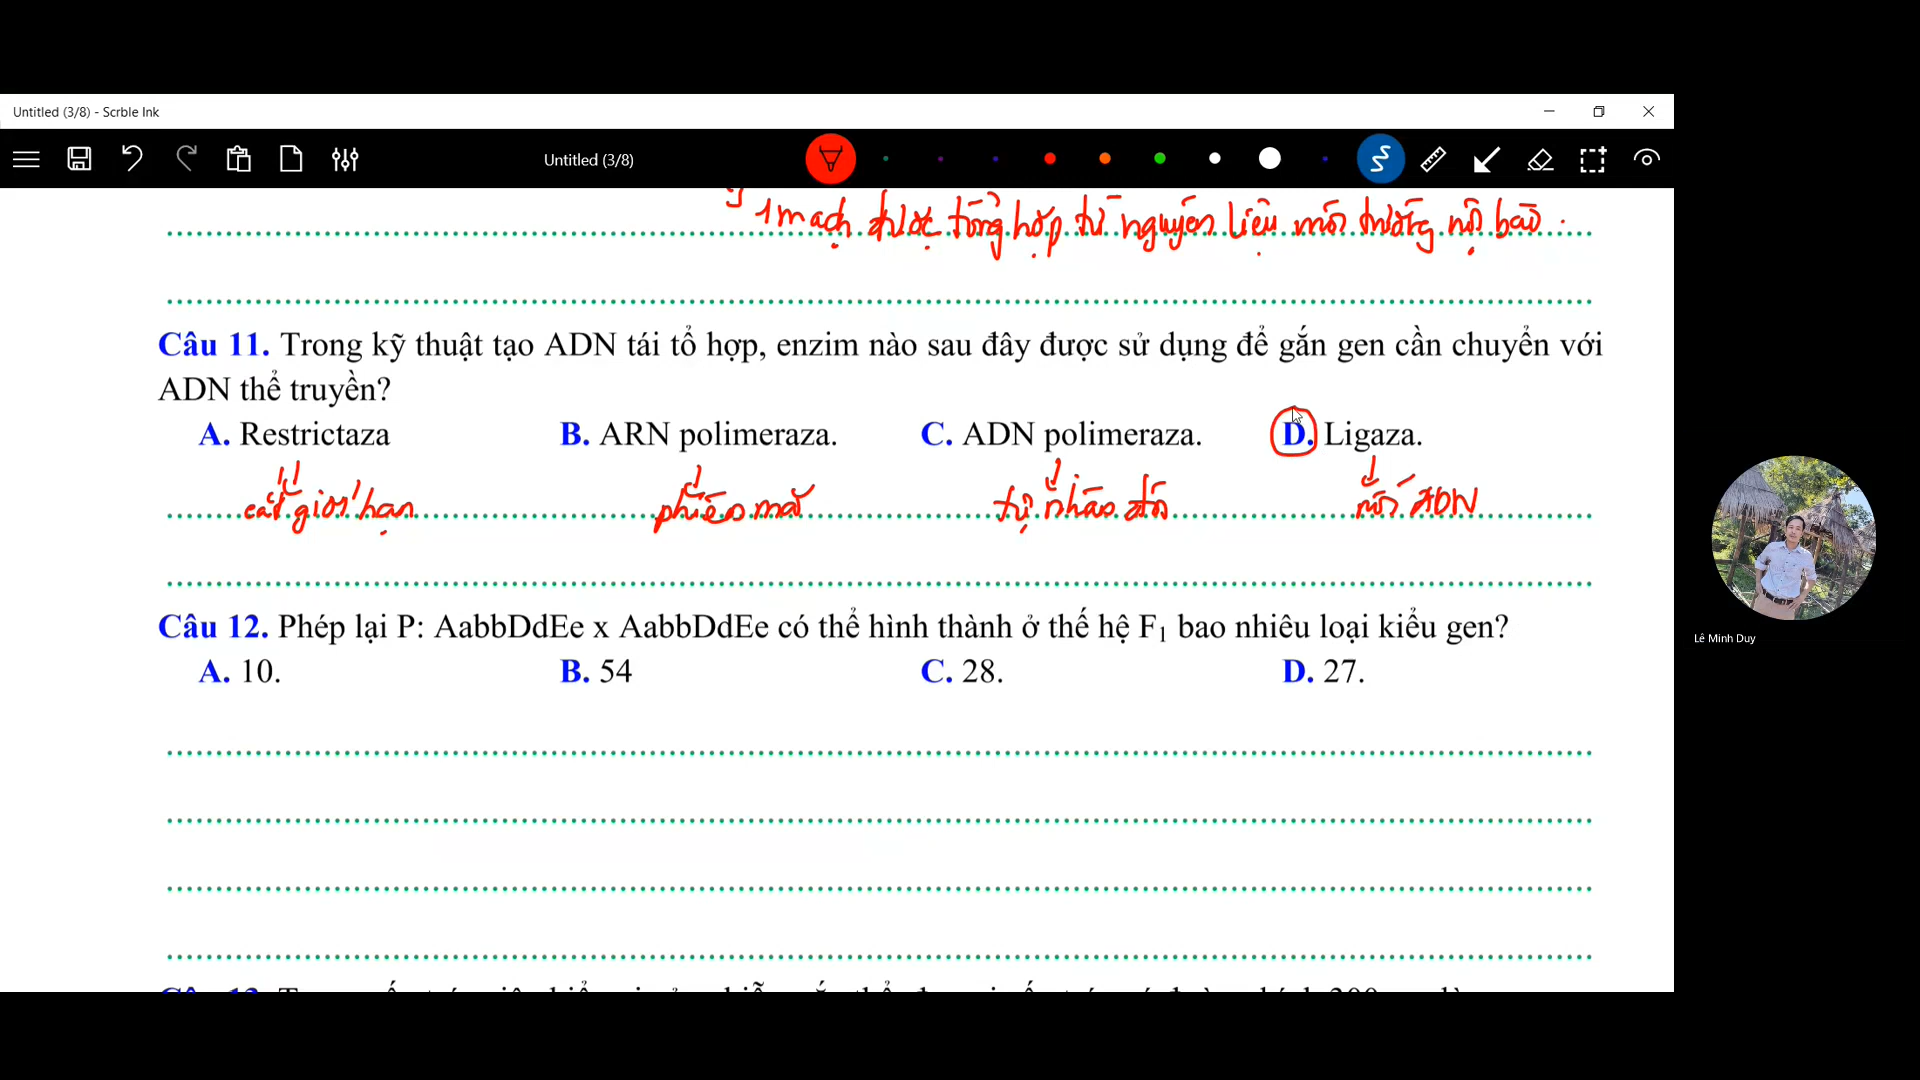 Untitled (3/8) - Scrble Ink
Untitled (3/8)
1 mạch được tổng hợp từ nguyên liệu môi trường nội bào.
Câu 11. Trong kỹ thuật tạo ADN tái tổ hợp, enzim nào sau đây được sử dụng để gắn gen cần chuyển với
ADN thể truyền?
A. Restrictaza B. ARN polimeraza. C. ADN polimeraza. D. Ligaza.
cắt giới hạn phiên mã tự nhân đôi nối ADN
Câu 12. Phép lại P: AabbDdEe x AabbDdEe có thể hình thành ở thế hệ F1 bao nhiêu loại kiểu gen?
A. 10. B. 54 C. 28. D. 27.
Lê Minh Duy